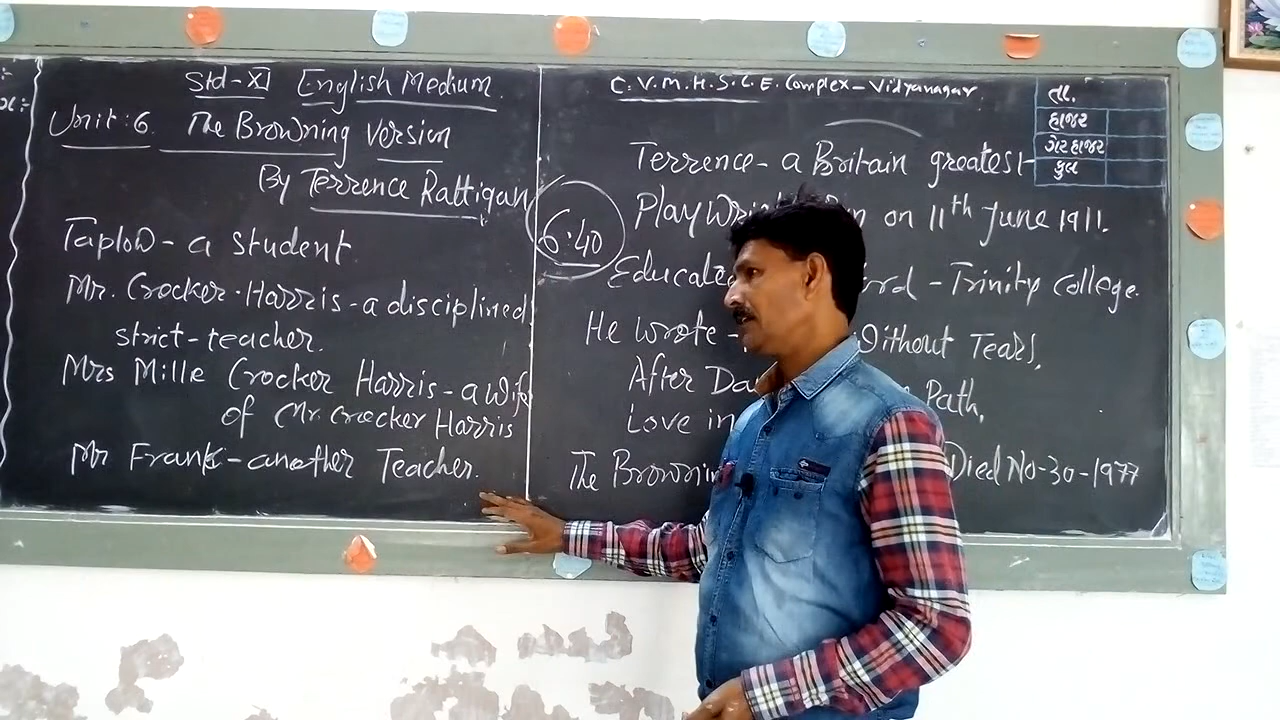 Std-XI English Medium
Unit:6. The Browning Version
By Terrence Rattigan
Taplow - a student
Mr. Crocker-Harris - a disciplined
strict-teacher.
Mrs Mille Crocker Harris - a wife
of Mr. Crocker Harris
Mr Frank - another Teacher.
6:40
C.V.M.H.S.C.E. Complex - Vidyanagar
Terrence - a Britain greatest
Playwri on 11th June 1911.
Educate rd - Trinity college.
He wrote - Without Tears,
After Da Path,
Love in
The Brownin Died No-30-1977
તા.
હાજર
ગેરહાજર
કુલ